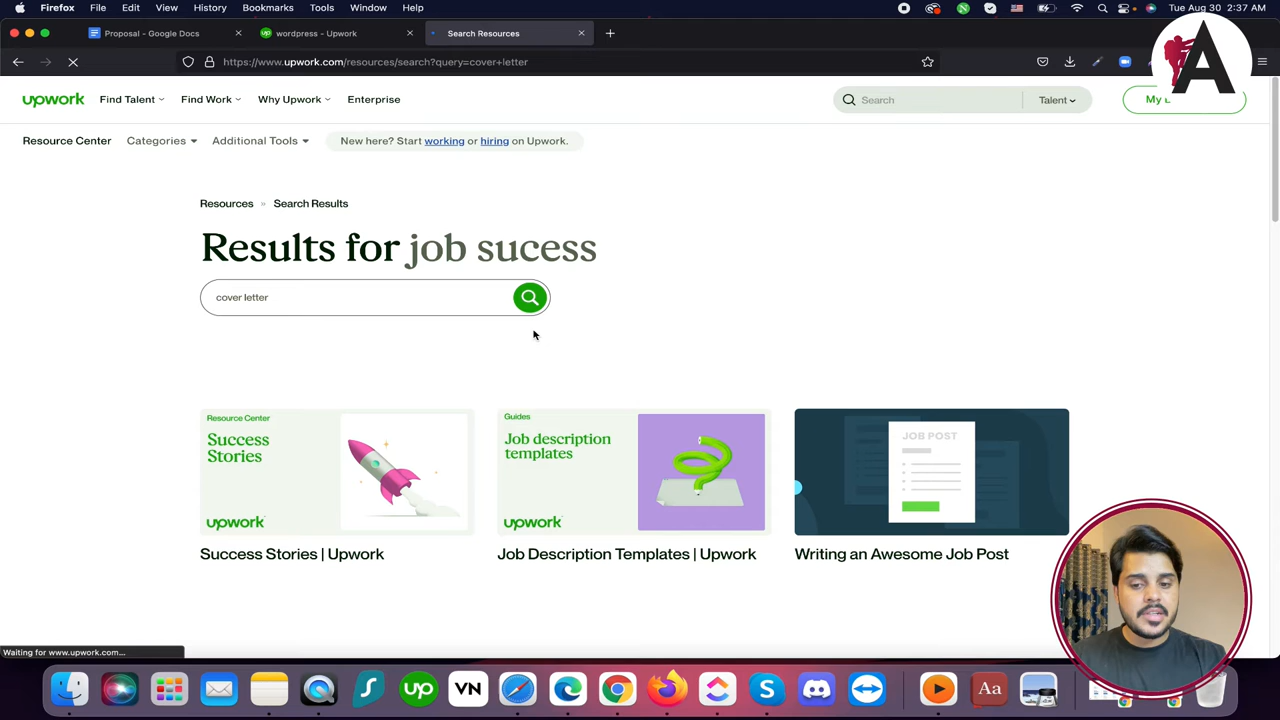 Firefox File Edit View History Bookmarks Tools Window Help
Tue Aug 30 2:37 AM
Proposal - Google Docs
wordpress - Upwork
Search Resources
https://www.upwork.com/resources/search?query=cover+letter
upwork
Find Talent
Find Work
Why Upwork
Enterprise
Search
Talent
My
Resource Center
Categories
Additional Tools
New here? Start working or hiring on Upwork.
Resources » Search Results
Results for job sucess
cover letter
Resource Center
Success
Stories
upwork
Guides
Job description
templates
upwork
JOB POST
Success Stories | Upwork
Job Description Templates | Upwork
Writing an Awesome Job Post
Waiting for www.upwork.com...
up
VN
Aa